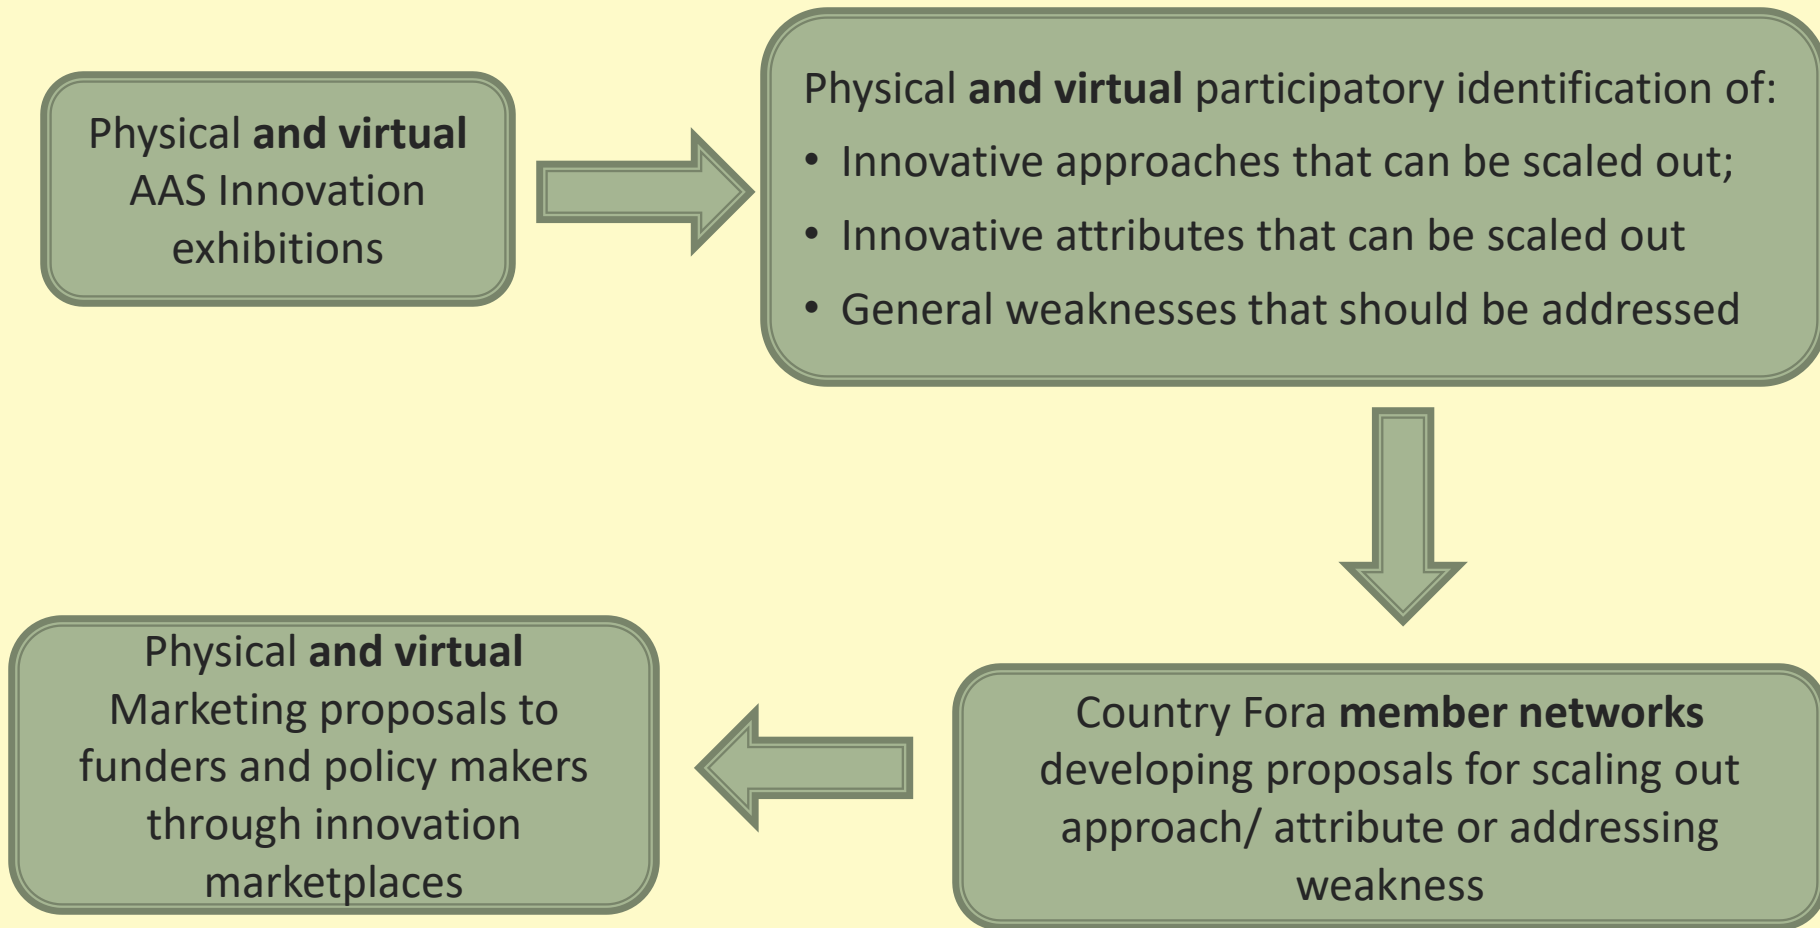 Physical and virtual
AAS Innovation
exhibitions
Physical and virtual participatory identification of:
• Innovative approaches that can be scaled out;
• Innovative attributes that can be scaled out
• General weaknesses that should be addressed
Country Fora member networks
developing proposals for scaling out
approach/ attribute or addressing
weakness
Physical and virtual
Marketing proposals to
funders and policy makers
through innovation
marketplaces